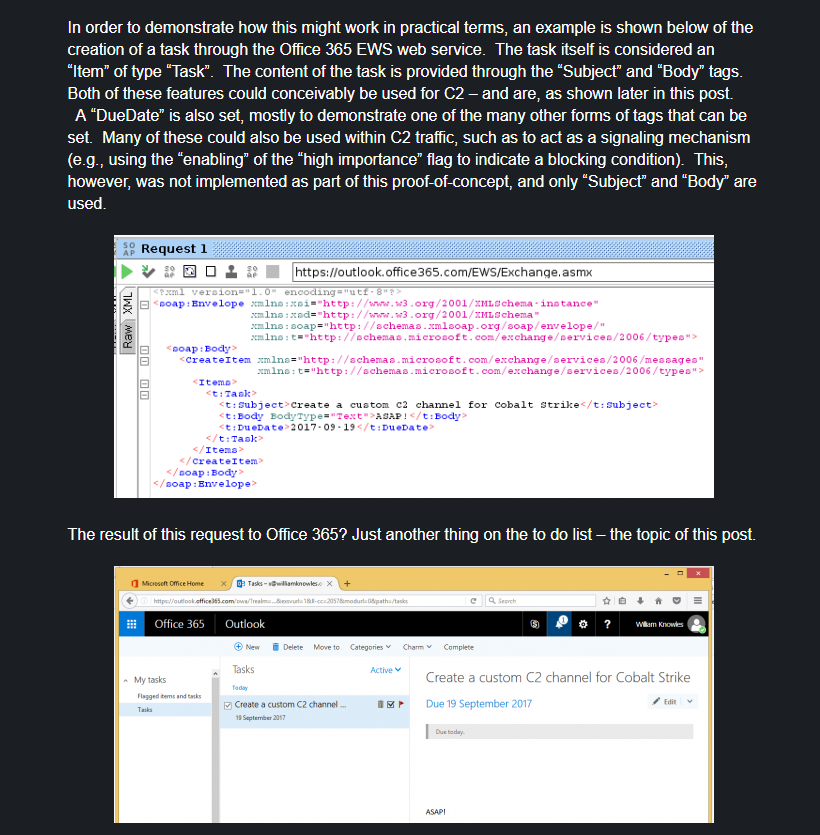 In order to demonstrate how this might work in practical terms, an example is shown below of the
creation of a task through the Office 365 EWS web service.  The task itself is considered an
“Item” of type “Task”.  The content of the task is provided through the “Subject” and “Body” tags.
Both of these features could conceivably be used for C2 – and are, as shown later in this post.
A “DueDate” is also set, mostly to demonstrate one of the many other forms of tags that can be
set.  Many of these could also be used within C2 traffic, such as to act as a signaling mechanism
(e.g., using the “enabling” of the “high importance” flag to indicate a blocking condition).  This,
however, was not implemented as part of this proof-of-concept, and only “Subject” and “Body” are
used.
SO AP Request 1
https://outlook.office365.com/EWS/Exchange.asmx
XML
Raw
<?xml version="1.0" encoding="utf-8"?>
<soap:Envelope xmlns:xsi="http://www.w3.org/2001/XMLSchema-instance"
xmlns:xsd="http://www.w3.org/2001/XMLSchema"
xmlns:soap="http://schemas.xmlsoap.org/soap/envelope/"
xmlns:t="http://schemas.microsoft.com/exchange/services/2006/types">
<soap:Body>
<CreateItem xmlns="http://schemas.microsoft.com/exchange/services/2006/messages"
xmlns:t="http://schemas.microsoft.com/exchange/services/2006/types">
<Items>
<t:Task>
<t:Subject>Create a custom C2 channel for Cobalt Strike</t:Subject>
<t:Body BodyType="Text">ASAP!</t:Body>
<t:DueDate>2017-09-19</t:DueDate>
</t:Task>
</Items>
</CreateItem>
</soap:Body>
</soap:Envelope>
The result of this request to Office 365? Just another thing on the to do list – the topic of this post.
Microsoft Office Home
Tasks - x@williamknowles.c
Search
Office 365 Outlook
William Knowles
New Delete Move to Categories Charm Complete
My tasks
Flagged items and tasks
Tasks
Tasks
Active
Today
Create a custom C2 channel ...
19 September 2017
Create a custom C2 channel for Cobalt Strike
Due 19 September 2017
Edit
Due today.
ASAP!